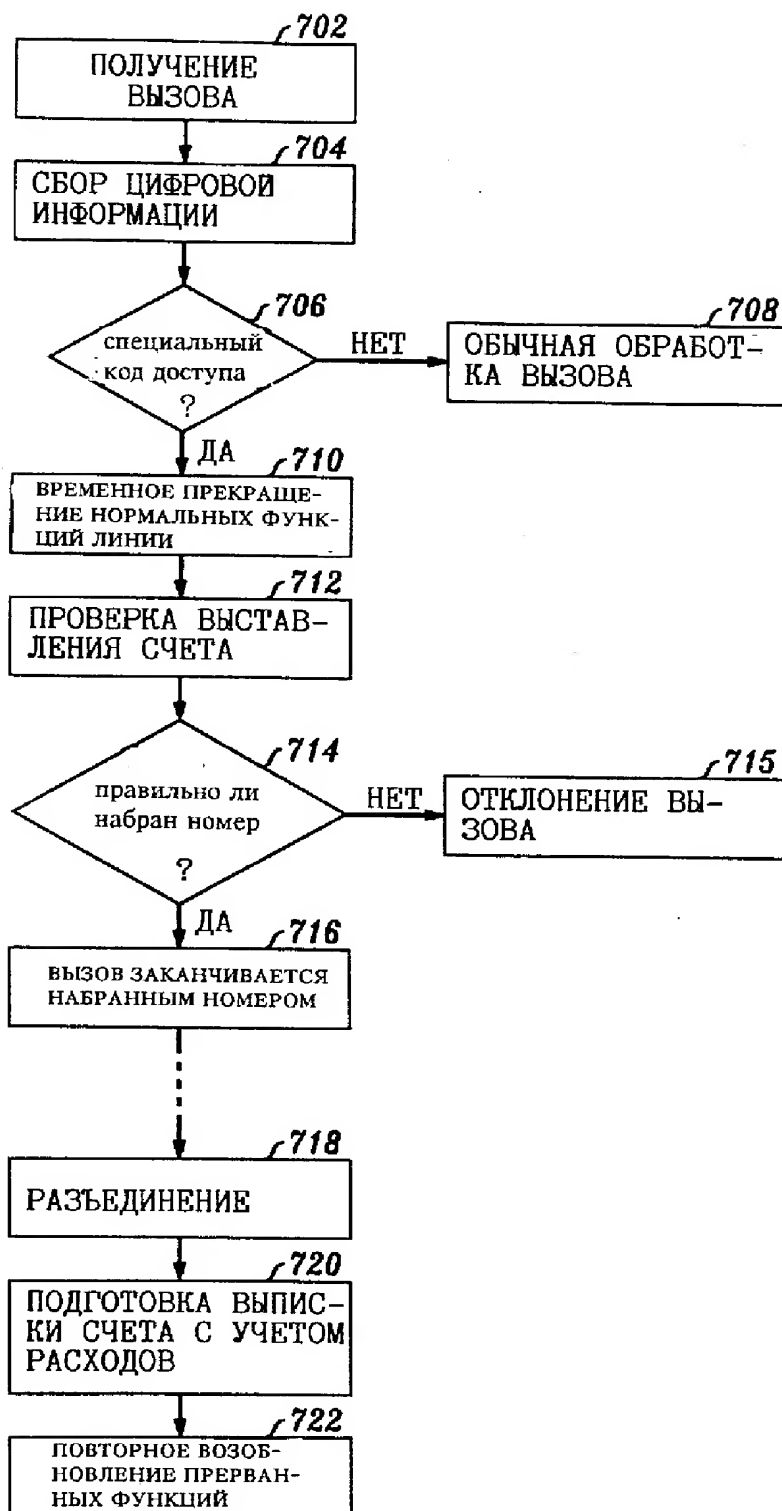 702
ПОЛУЧЕНИЕ
ВЫЗОВА
704
СБОР ЦИФРОВОЙ
ИНФОРМАЦИИ
706
специальный
код доступа
?
НЕТ
708
ОБЫЧНАЯ ОБРАБОТ-
КА ВЫЗОВА
ДА
710
ВРЕМЕННОЕ ПРЕКРАЩЕ-
НИЕ НОРМАЛЬНЫХ ФУНК-
ЦИЙ ЛИНИИ
712
ПРОВЕРКА ВЫСТАВ-
ЛЕНИЯ СЧЕТА
714
правильно ли
набран номер
?
НЕТ
715
ОТКЛОНЕНИЕ ВЫ-
ЗОВА
ДА
716
ВЫЗОВ ЗАКАНЧИВАЕТСЯ
НАБРАННЫМ НОМЕРОМ
718
РАЗЪЕДИНЕНИЕ
720
ПОДГОТОВКА ВЫПИС-
КИ СЧЕТА С УЧЕТОМ
РАСХОДОВ
722
ПОВТОРНОЕ ВОЗОБ-
НОВЛЕНИЕ ПРЕРВАН-
НЫХ ФУНКЦИЙ